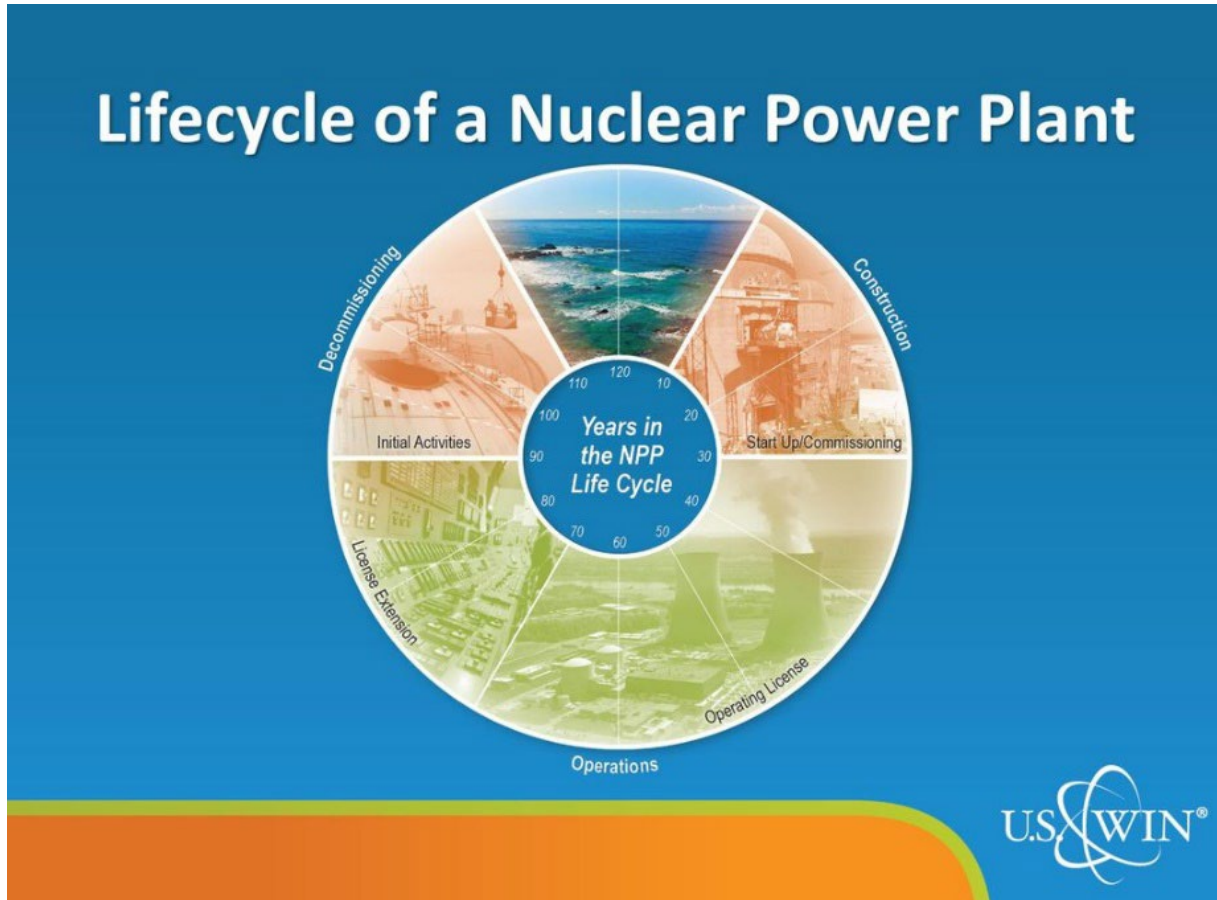 Lifecycle of a Nuclear Power Plant
Decommissioning
Construction
Initial Activities
Start Up/Commissioning
120
10
20
30
40
50
60
70
80
90
100
110
Years in
the NPP
Life Cycle
License Extension
Operating License
Operations
U.S. WIN®